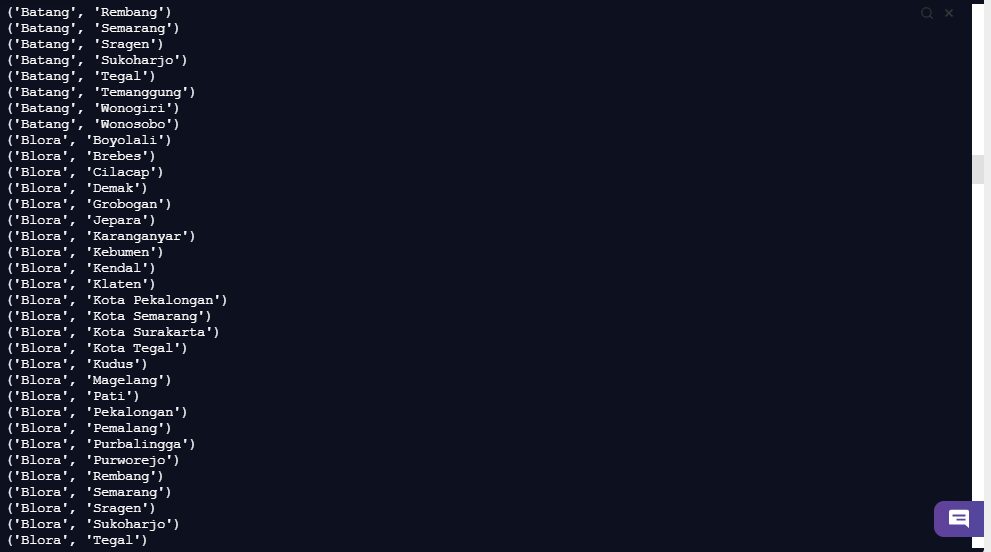 ('Batang', 'Rembang')
('Batang', 'Semarang')
('Batang', 'Sragen')
('Batang', 'Sukoharjo')
('Batang', 'Tegal')
('Batang', 'Temanggung')
('Batang', 'Wonogiri')
('Batang', 'Wonosobo')
('Blora', 'Boyolali')
('Blora', 'Brebes')
('Blora', 'Cilacap')
('Blora', 'Demak')
('Blora', 'Grobogan')
('Blora', 'Jepara')
('Blora', 'Karanganyar')
('Blora', 'Kebumen')
('Blora', 'Kendal')
('Blora', 'Klaten')
('Blora', 'Kota Pekalongan')
('Blora', 'Kota Semarang')
('Blora', 'Kota Surakarta')
('Blora', 'Kota Tegal')
('Blora', 'Kudus')
('Blora', 'Magelang')
('Blora', 'Pati')
('Blora', 'Pekalongan')
('Blora', 'Pemalang')
('Blora', 'Purbalingga')
('Blora', 'Purworejo')
('Blora', 'Rembang')
('Blora', 'Semarang')
('Blora', 'Sragen')
('Blora', 'Sukoharjo')
('Blora', 'Tegal')